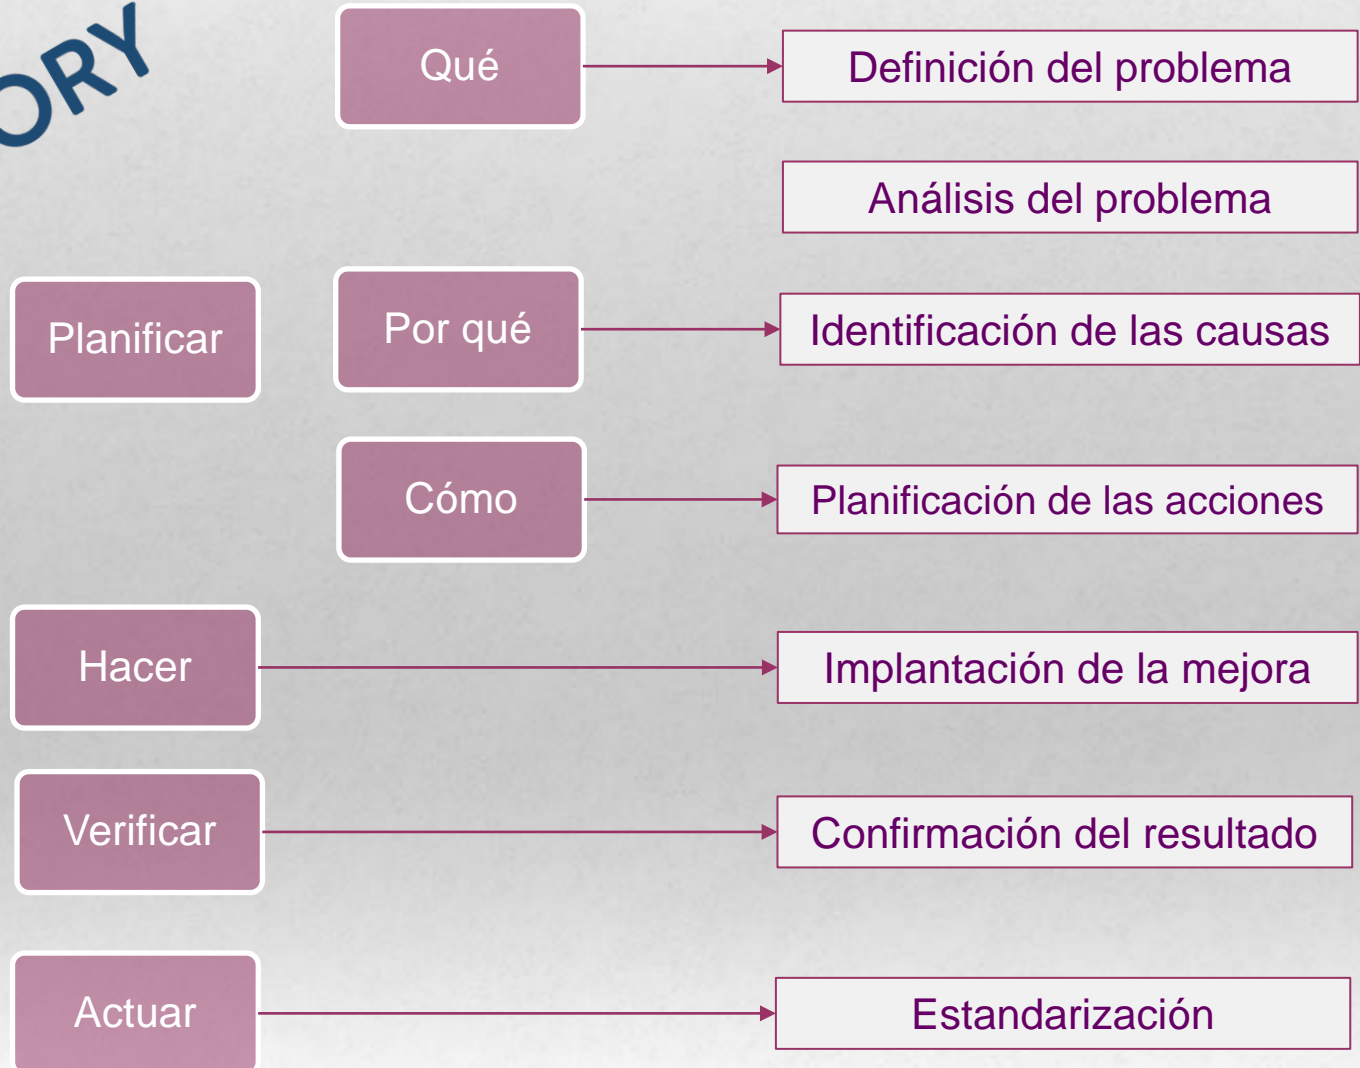 ORY
Qué
Definición del problema
Análisis del problema
Planificar
Por qué
Identificación de las causas
Cómo
Planificación de las acciones
Hacer
Implantación de la mejora
Verificar
Confirmación del resultado
Actuar
Estandarización